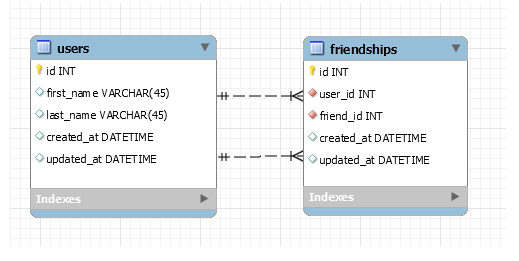 users
id INT
first_name VARCHAR(45)
last_name VARCHAR(45)
created_at DATETIME
updated_at DATETIME
Indexes
friendships
id INT
user_id INT
friend_id INT
created_at DATETIME
updated_at DATETIME
Indexes